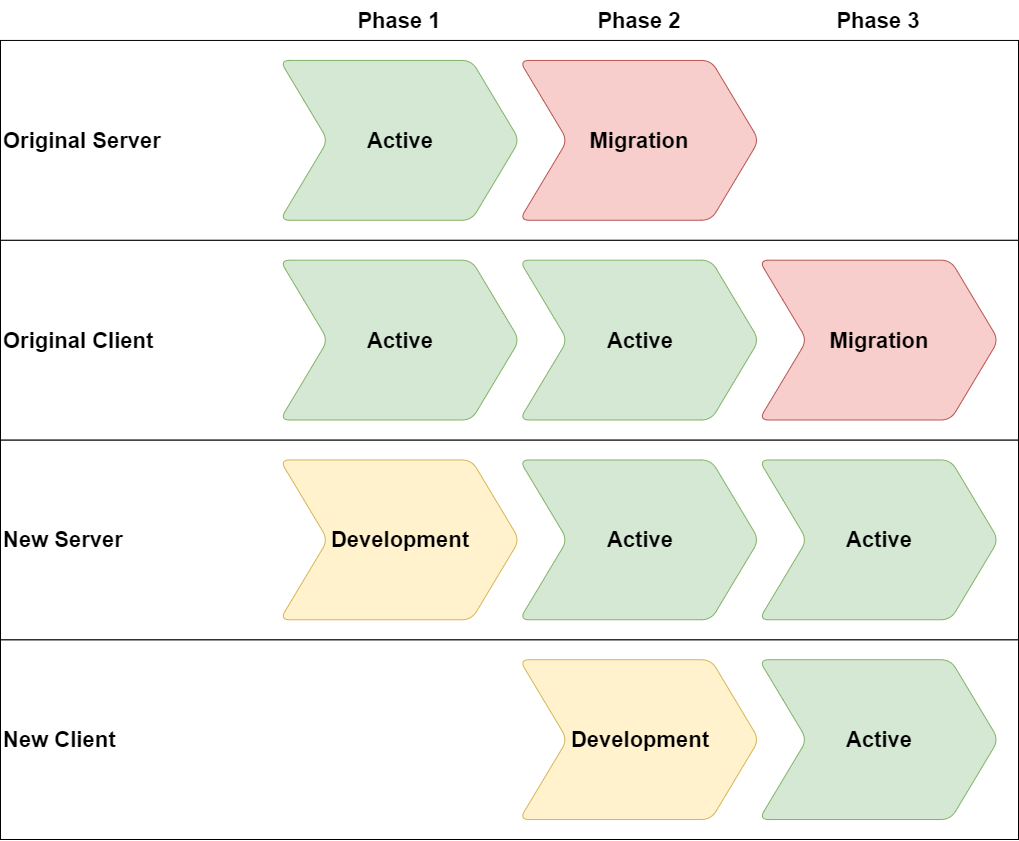 Phase 1 Phase 2 Phase 3
Original Server Active Migration
Original Client Active Active Migration
New Server Development Active Active
New Client Development Active